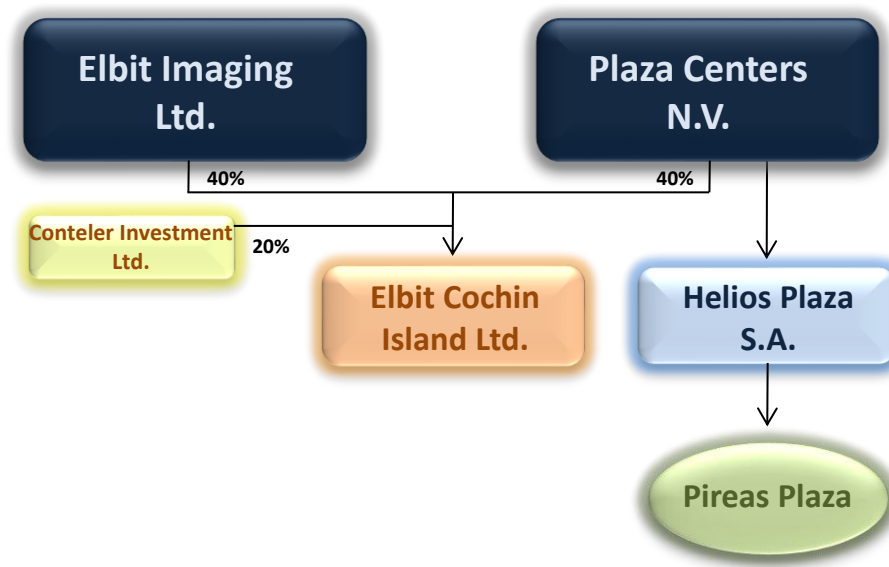 Elbit Imaging
Ltd.
Plaza Centers
N.V.
40%
40%
Conteler Investment
Ltd.
20%
Elbit Cochin
Island Ltd.
Helios Plaza
S.A.
Pireas Plaza